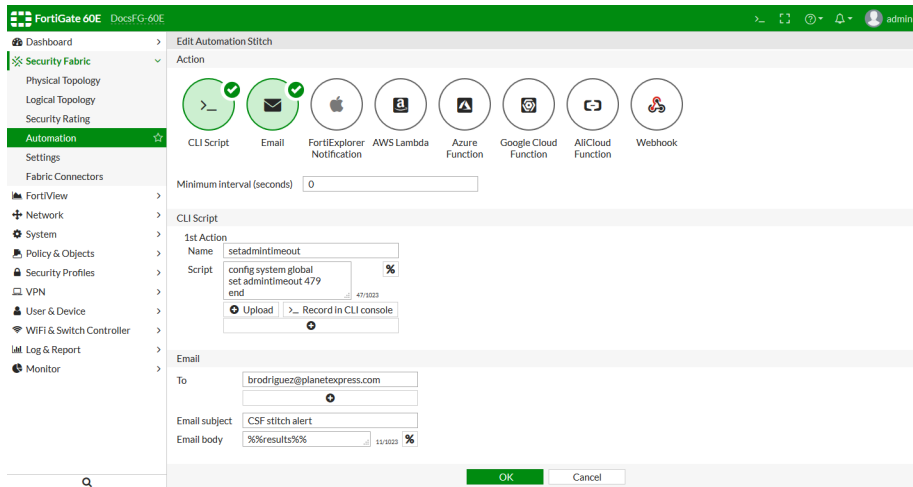 FortiGate 60E DocsFG-60E
>_ admin
Dashboard
Security Fabric
Physical Topology
Logical Topology
Security Rating
Automation
Settings
Fabric Connectors
FortiView
Network
System
Policy & Objects
Security Profiles
VPN
User & Device
WiFi & Switch Controller
Log & Report
Monitor
Edit Automation Stitch
Action
CLI Script
Email
FortiExplorer
Notification
AWS Lambda
Azure
Function
Google Cloud
Function
AliCloud
Function
Webhook
Minimum interval (seconds) 0
CLI Script
1st Action
Name setadmintimeout
Script config system global
set admintimeout 479
end
47/1023
%
Upload >_ Record in CLI console
Email
To brodriguez@planetexpress.com
Email subject CSF stitch alert
Email body %%results%% 11/1023 %
OK Cancel